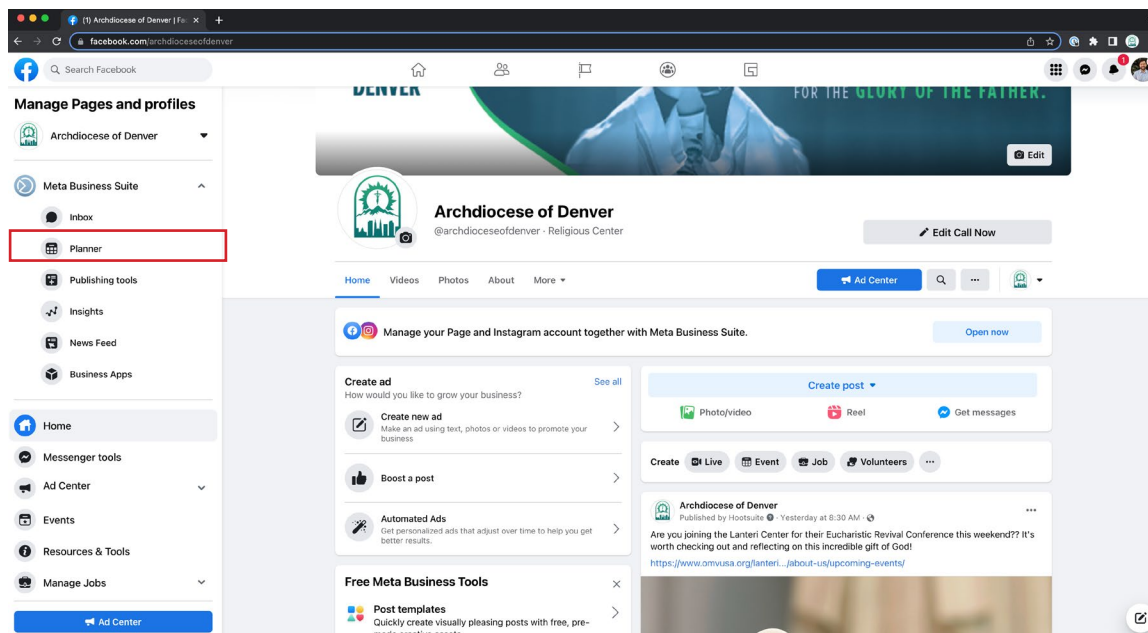 (1) Archdiocese of Denver | Fac
facebook.com/archdioceseofdenver
Search Facebook
1
Manage Pages and profiles
Archdiocese of Denver
Meta Business Suite
Inbox
Planner
Publishing tools
Insights
News Feed
Business Apps
Home
Messenger tools
Ad Center
Events
Resources & Tools
Manage Jobs
Ad Center
DENVER
FOR THE GLORY OF THE FATHER.
Edit
Archdiocese of Denver
@archdioceseofdenver · Religious Center
Edit Call Now
Home Videos Photos About More
Ad Center
Manage your Page and Instagram account together with Meta Business Suite.
Open now
Create ad
See all
How would you like to grow your business?
Create new ad
Make an ad using text, photos or videos to promote your
business
Boost a post
Automated Ads
Get personalized ads that adjust over time to help you get
better results.
Free Meta Business Tools
Post templates
Quickly create visually pleasing posts with free, pre-
made creative assets
Create post
Photo/video Reel Get messages
Create Live Event Job Volunteers
Archdiocese of Denver
Published by Hootsuite · Yesterday at 8:30 AM ·
Are you joining the Lanteri Center for their Eucharistic Revival Conference this weekend?? It's
worth checking out and reflecting on this incredible gift of God!
https://www.omvusa.org/lanteri.../about-us/upcoming-events/